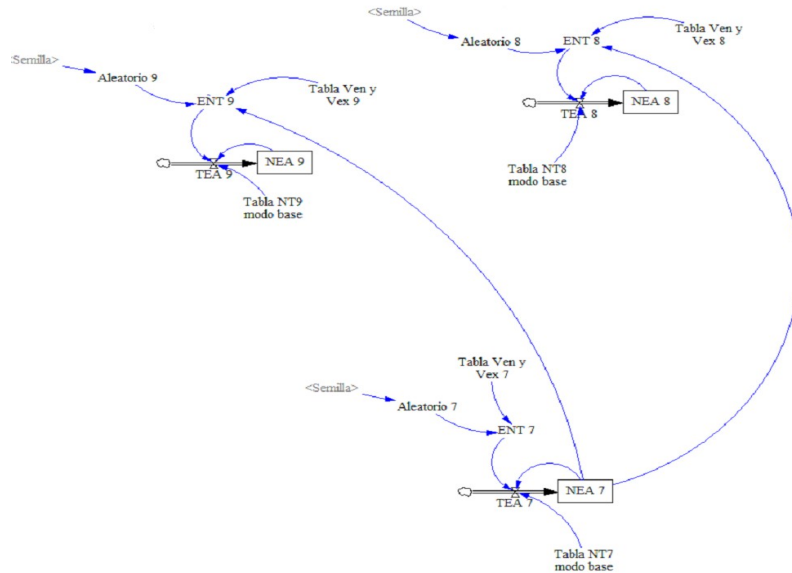 <Semilla>
Aleatorio 8
ENT 8
Tabla Ven y
Vex 8
TEA 8
NEA 8
Tabla NT8
modo base
<Semilla>
Aleatorio 9
ENT 9
Tabla Ven y
Vex 9
TEA 9
NEA 9
Tabla NT9
modo base
Tabla Ven y
Vex 7
<Semilla>
Aleatorio 7
ENT 7
TEA 7
NEA 7
Tabla NT7
modo base